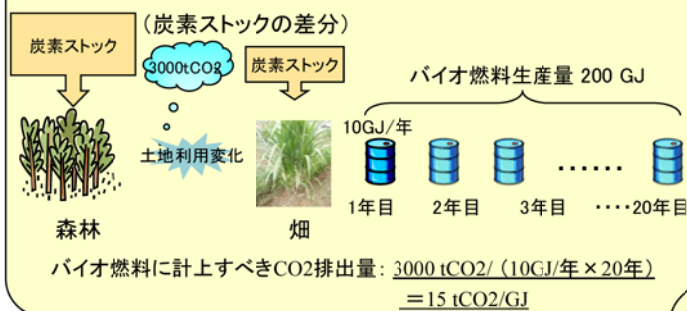 （炭素ストックの差分）
炭素ストック
3000tCO2
炭素ストック
バイオ燃料生産量 200 GJ
10GJ/年
土地利用変化
‥‥‥
1年目
2年目
3年目
‥‥20年目
森林
畑
バイオ燃料に計上すべきCO2排出量： 3000 tCO2/（10GJ/年×20年）
＝15 tCO2/GJ